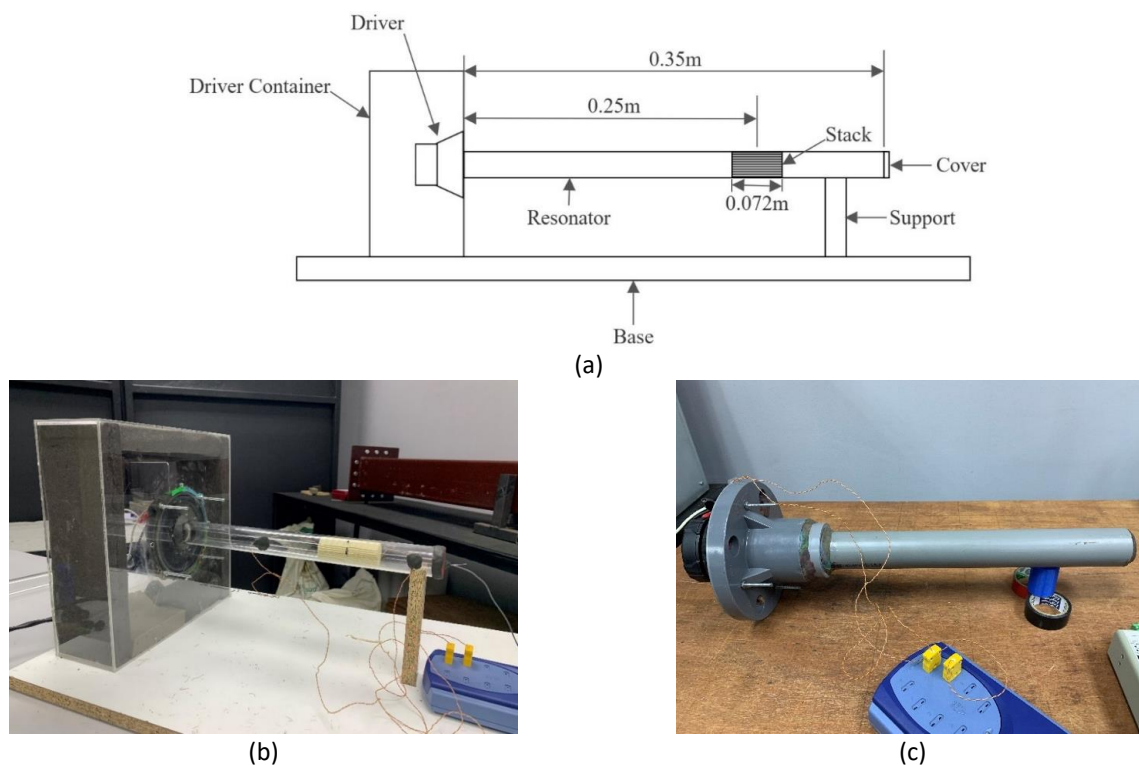 Driver
Driver Container
0.35m
0.25m
Stack
Cover
0.072m
Resonator
Support
Base
(a)
(b)
(c)